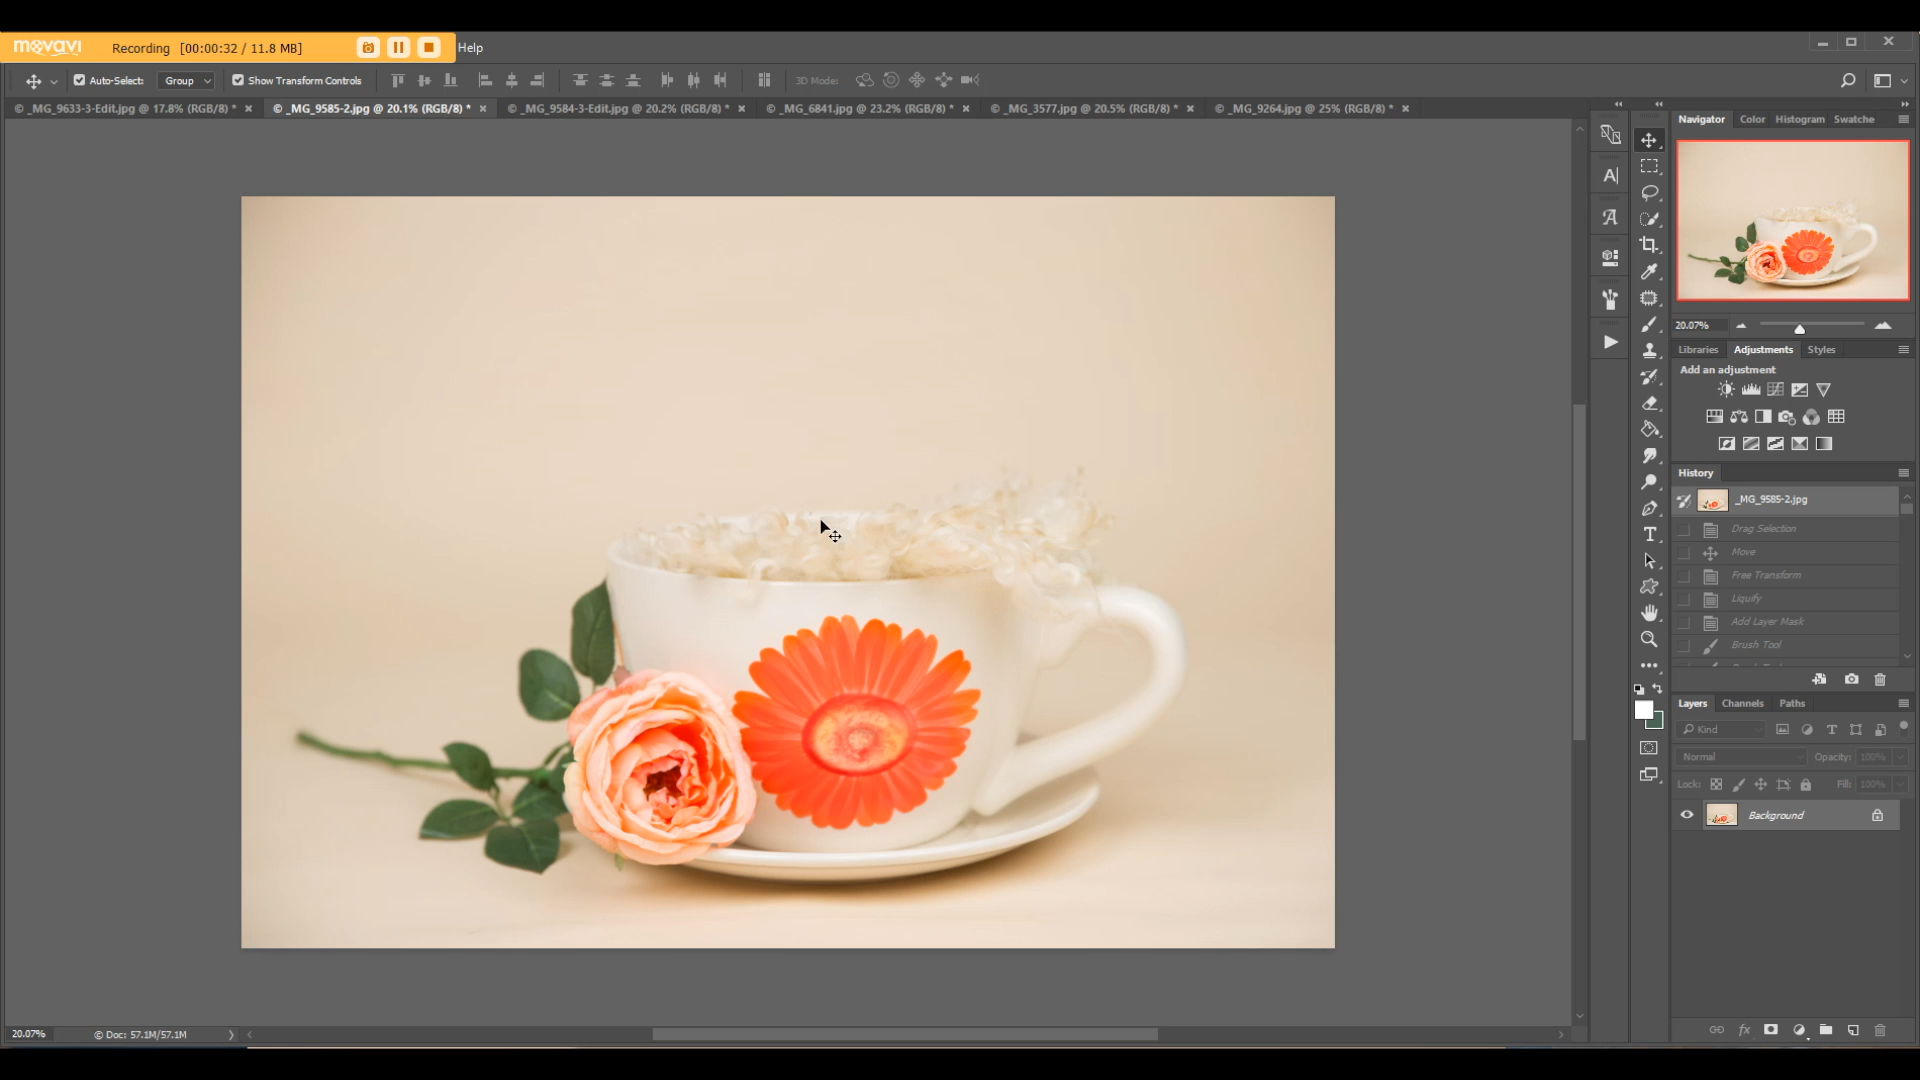 movavi Recording [00:00:32 / 11.8 MB] Help
Auto-Select: Group Show Transform Controls 3D Mode:
© _MG_9633-3-Edit.jpg @ 17.8% (RGB/8) * © _MG_9585-2.jpg @ 20.1% (RGB/8) * © _MG_9584-3-Edit.jpg @ 20.2% (RGB/8) * © _MG_6841.jpg @ 23.2% (RGB/8) * © _MG_3577.jpg @ 20.5% (RGB/8) * © _MG_9264.jpg @ 25% (RGB/8) *
Navigator Color Histogram Swatche
20.07%
Libraries Adjustments Styles
Add an adjustment
History
_MG_9585-2.jpg
Drag Selection
Move
Free Transform
Liquify
Add Layer Mask
Brush Tool
Layers Channels Paths
Kind
Normal Opacity: 100%
Lock: Fill: 100%
Background
20.07% © Doc: 57.1M/57.1M